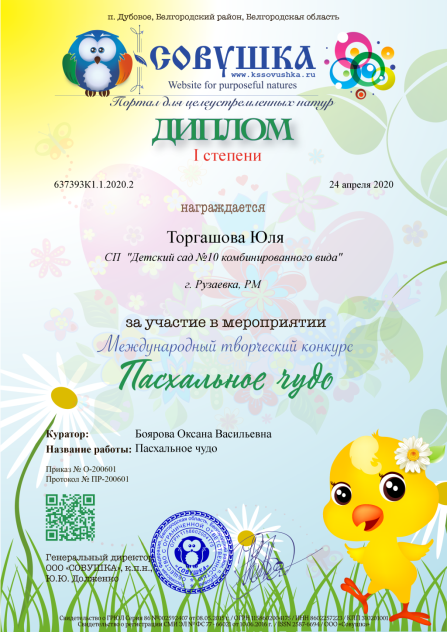 п. Дубовое, Белгородский район, Белгородская область
СОВУШКА
www.kssovushka.ru
Website for purposeful natures
Портал для целеустремленных натур
ДИПЛОМ
I степени
637393К1.1.2020.2 24 апреля 2020
награждается
Торгашова Юля
СП "Детский сад №10 комбинированного вида"
г. Рузаевка, РМ
за участие в мероприятии
Международный творческий конкурс
Пасхальное чудо
Куратор: Боярова Оксана Васильевна
Название работы: Пасхальное чудо
Приказ № О-200601
Протокол № ПР-200601
Генеральный директор
ООО «СОВУШКА», к.п.н.,
Ю.Ю. Долженко